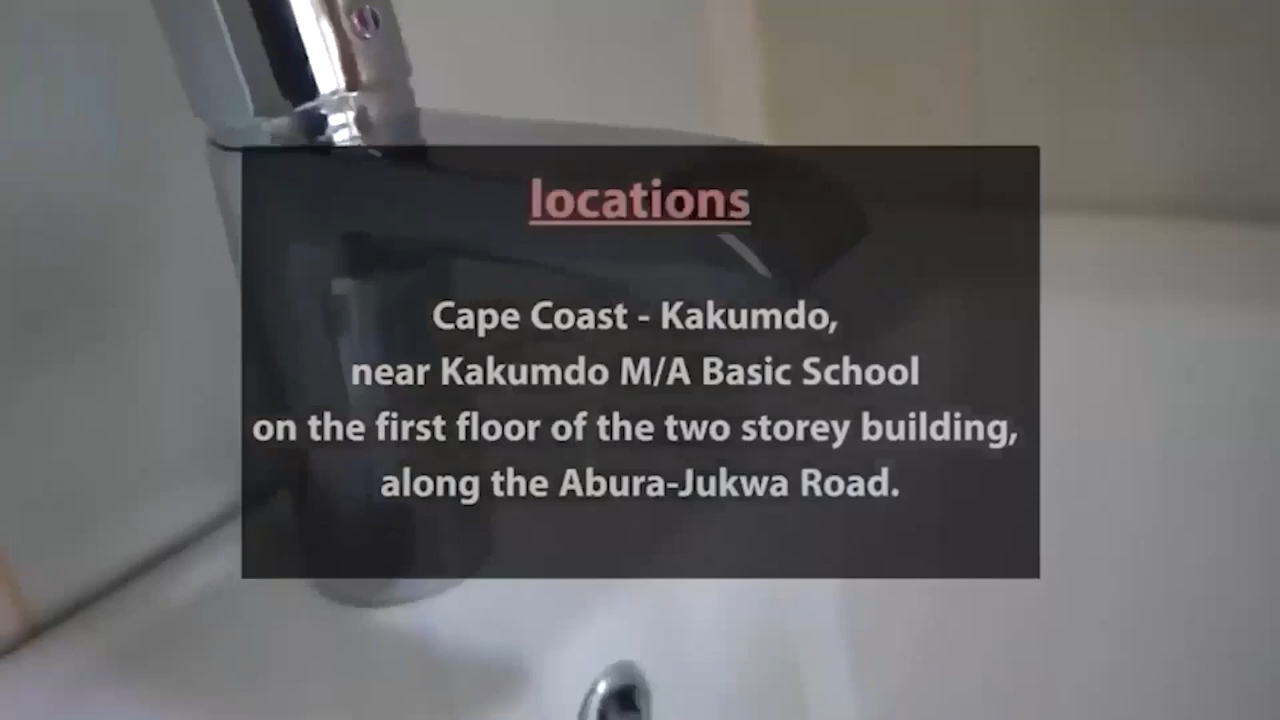 locations
Cape Coast - Kakumdo,
near Kakumdo M/A Basic School
on the first floor of the two storey building,
along the Abura-Jukwa Road.